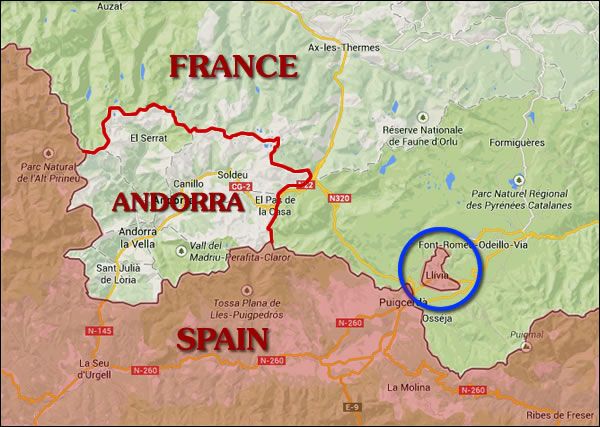 Ax-les-Thermes
FRANCE
El Serrat
Réserve Nationale
de Faune d'Orlu
Formiguères
Parc Natural
de l'Alt Pirineu
Soldeu
Canillo
CG-2
N22
N320
ANDORRA
El Pas de
la Casa
Parc Naturel Régional
des Pyrénées Catalanes
Andorra
la Vella
Vall del
Madriu-Perafita-Claror
Font-Romeu-Odeillo-Via
Sant Julià
de Lòria
Llívia
Tossa Plana de
Lles-Puigpedrós
Puigcerdà
Osséja
N-145
SPAIN
N-260
Puigmal
La Seu
d'Urgell
N-260
N-260
La Molina
E-9
Ribes de Freser